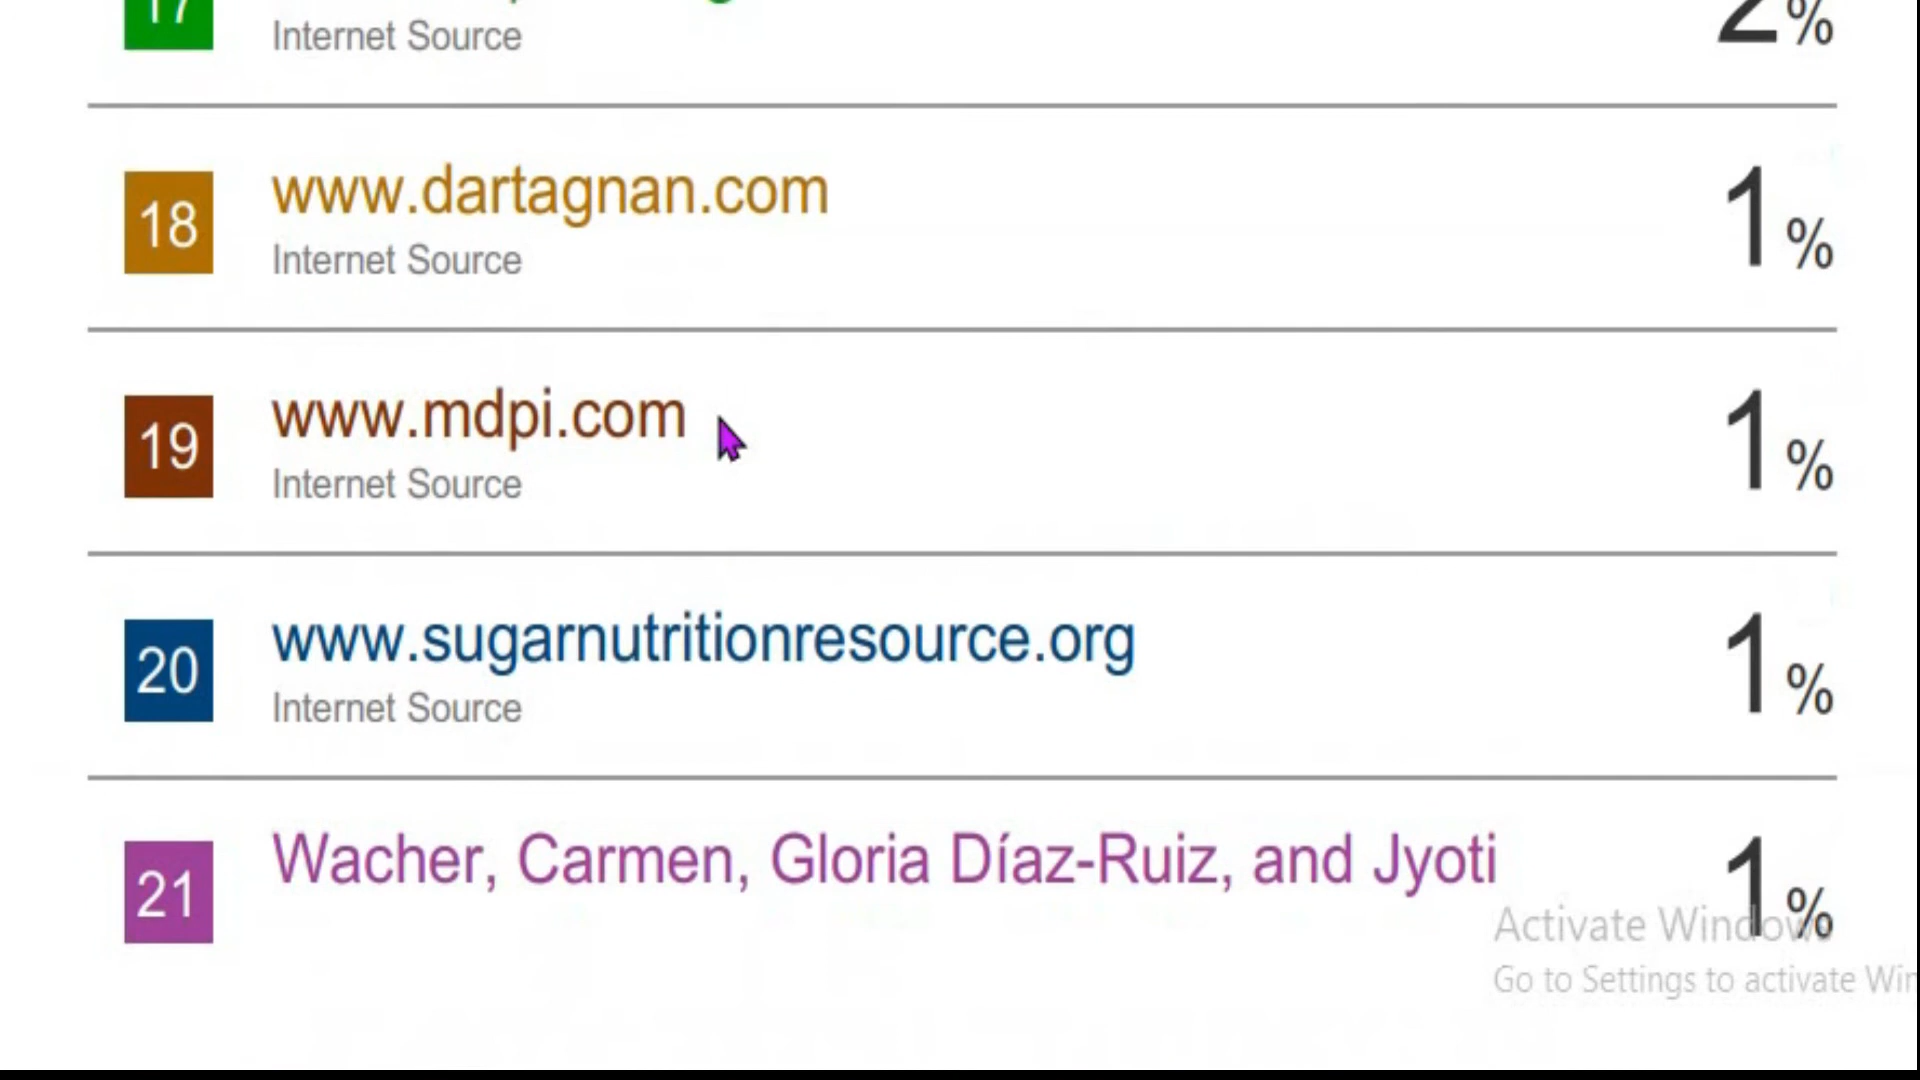 17
Internet Source
2%
18
www.dartagnan.com
1%
Internet Source
19
www.mdpi.com
1%
Internet Source
20
www.sugarnutritionresource.org
1%
Internet Source
21
Wacher, Carmen, Gloria Díaz-Ruiz, and Jyoti
1%
Activate Windows
Go to Settings to activate Win